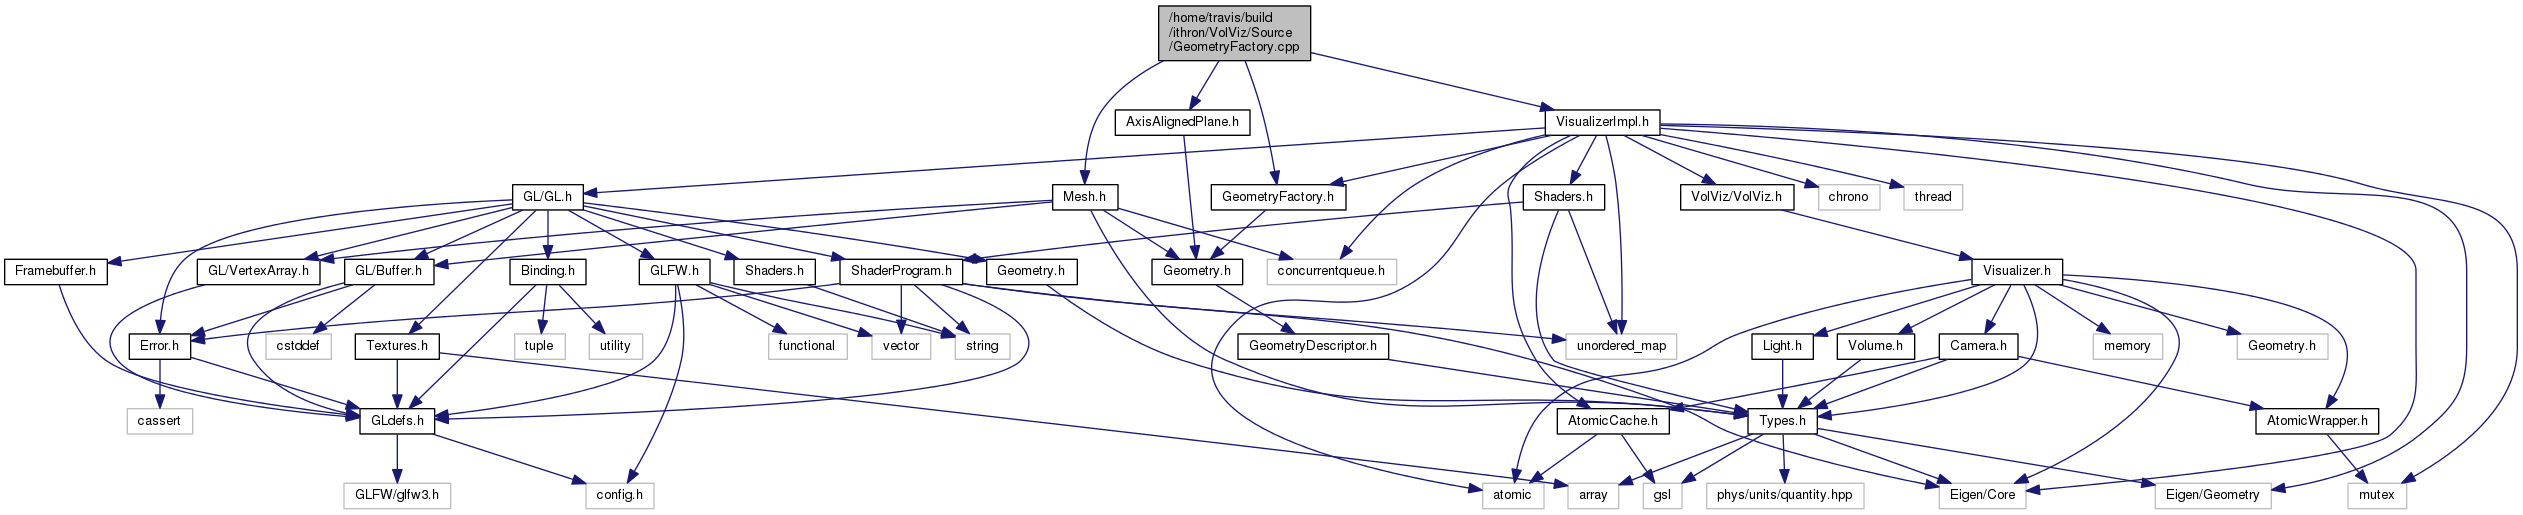 /home/travis/build
/ithron/VolViz/Source
/GeometryFactory.cpp
AxisAlignedPlane.h
VisualizerImpl.h
GL/GL.h
Mesh.h
GeometryFactory.h
Shaders.h
VolViz/VolViz.h
chrono
thread
Framebuffer.h
GL/VertexArray.h
GL/Buffer.h
Binding.h
GLFW.h
Shaders.h
ShaderProgram.h
Geometry.h
Geometry.h
concurrentqueue.h
Visualizer.h
Error.h
cstddef
Textures.h
tuple
utility
functional
vector
string
GeometryDescriptor.h
unordered_map
Light.h
Volume.h
Camera.h
memory
Geometry.h
cassert
GLdefs.h
AtomicCache.h
Types.h
AtomicWrapper.h
GLFW/glfw3.h
config.h
atomic
array
gsl
phys/units/quantity.hpp
Eigen/Core
Eigen/Geometry
mutex